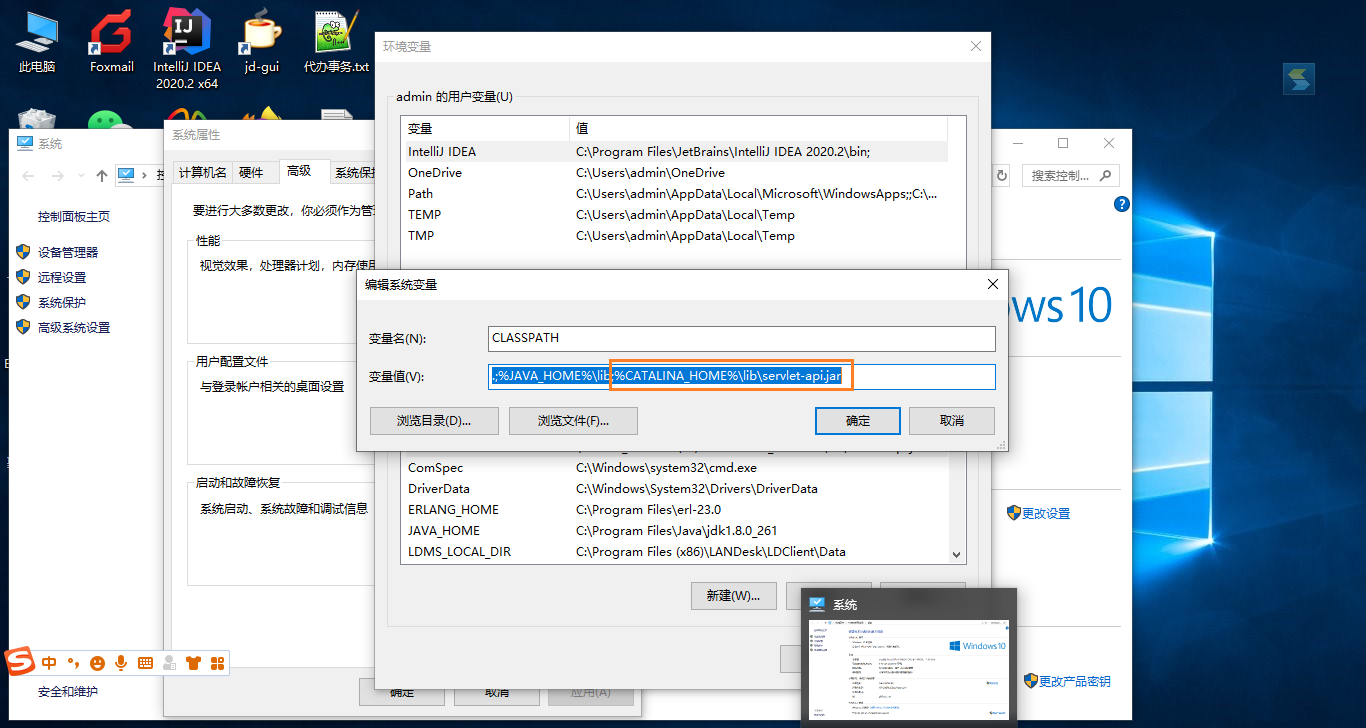 此电脑
Foxmail
IntelliJ IDEA
2020.2 x64
jd-gui
代办事务.txt
系统
控制面板主页
设备管理器
远程设置
系统保护
高级系统设置
安全和维护
系统属性
计算机名
硬件
高级
系统保护
要进行大多数更改，你必须作为管
性能
视觉效果，处理器计划，内存使用
用户配置文件
与登录帐户相关的桌面设置
启动和故障恢复
系统启动、系统故障和调试信息
确定
取消
应用(A)
环境变量
admin 的用户变量(U)
变量
值
IntelliJ IDEA
C:\Program Files\JetBrains\IntelliJ IDEA 2020.2\bin;
OneDrive
C:\Users\admin\OneDrive
Path
C:\Users\admin\AppData\Local\Microsoft\WindowsApps;;C:\...
TEMP
C:\Users\admin\AppData\Local\Temp
TMP
C:\Users\admin\AppData\Local\Temp
编辑系统变量
变量名(N):
CLASSPATH
变量值(V):
.;%JAVA_HOME%\lib;%CATALINA_HOME%\lib\servlet-api.jar
浏览目录(D)...
浏览文件(F)...
确定
取消
ComSpec
C:\Windows\system32\cmd.exe
DriverData
C:\Windows\System32\Drivers\DriverData
ERLANG_HOME
C:\Program Files\erl-23.0
JAVA_HOME
C:\Program Files\Java\jdk1.8.0_261
LDMS_LOCAL_DIR
C:\Program Files (x86)\LANDesk\LDClient\Data
新建(W)...
搜索控制...
ows 10
更改设置
更改产品密钥
系统
Windows 10
中